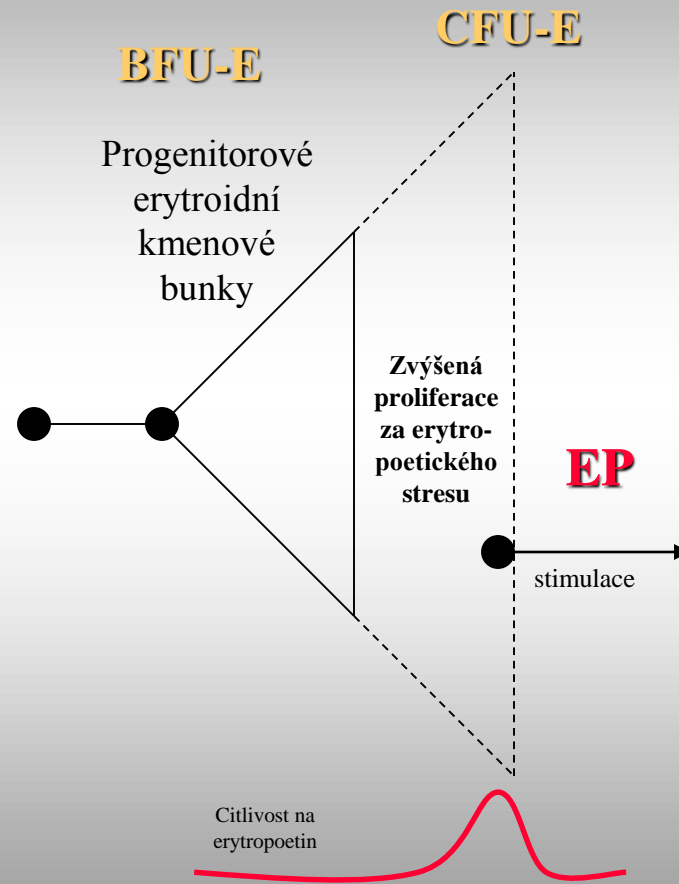 CFU-E
BFU-E
Progenitorové
erytroidní
kmenové
bunky
Zvýšená
proliferace
za erytro-
poetického
stresu
EP
stimulace
Citlivost na
erytropoetin